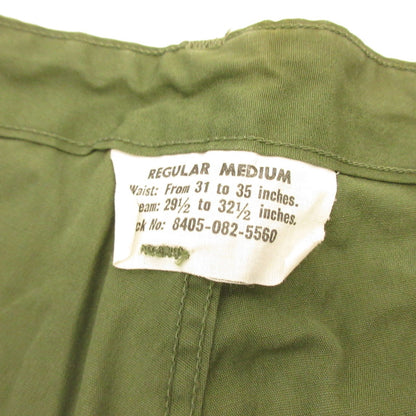 REGULAR MEDIUM
Waist: From 31 to 35 inches.
eam: 29½ to 32½ inches.
ck No: 8405-082-5560